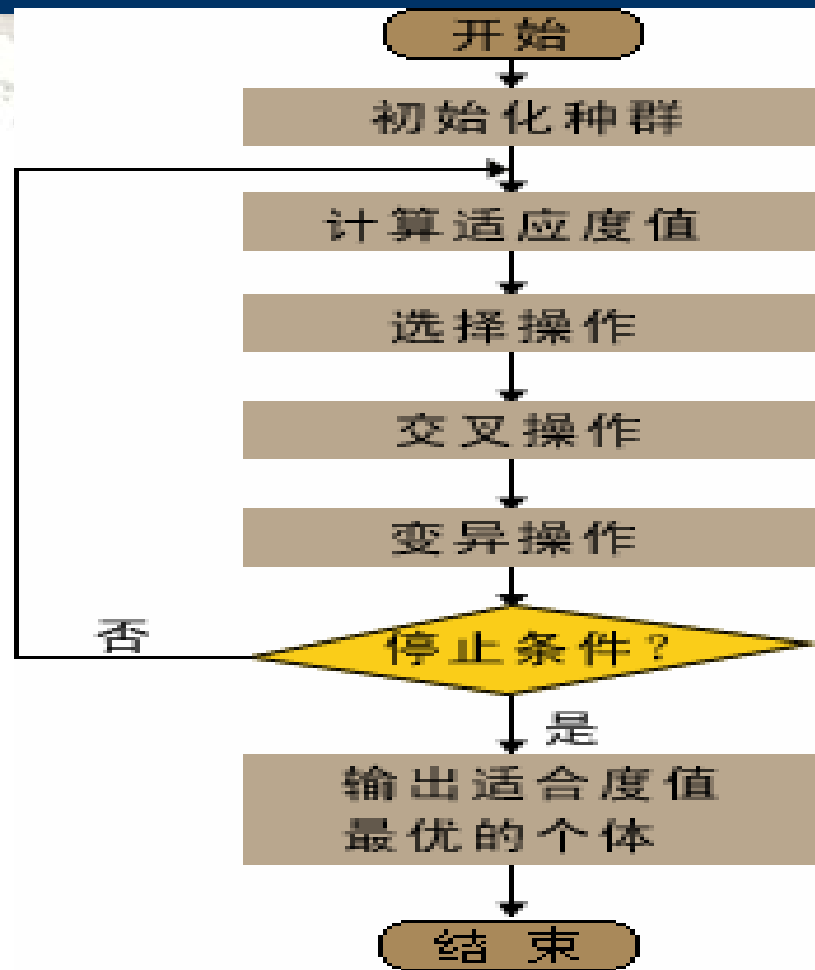 开始
初始化种群
计算适应度值
选择操作
交叉操作
变异操作
停止条件?
否
是
输出适合度值
最优的个体
结束